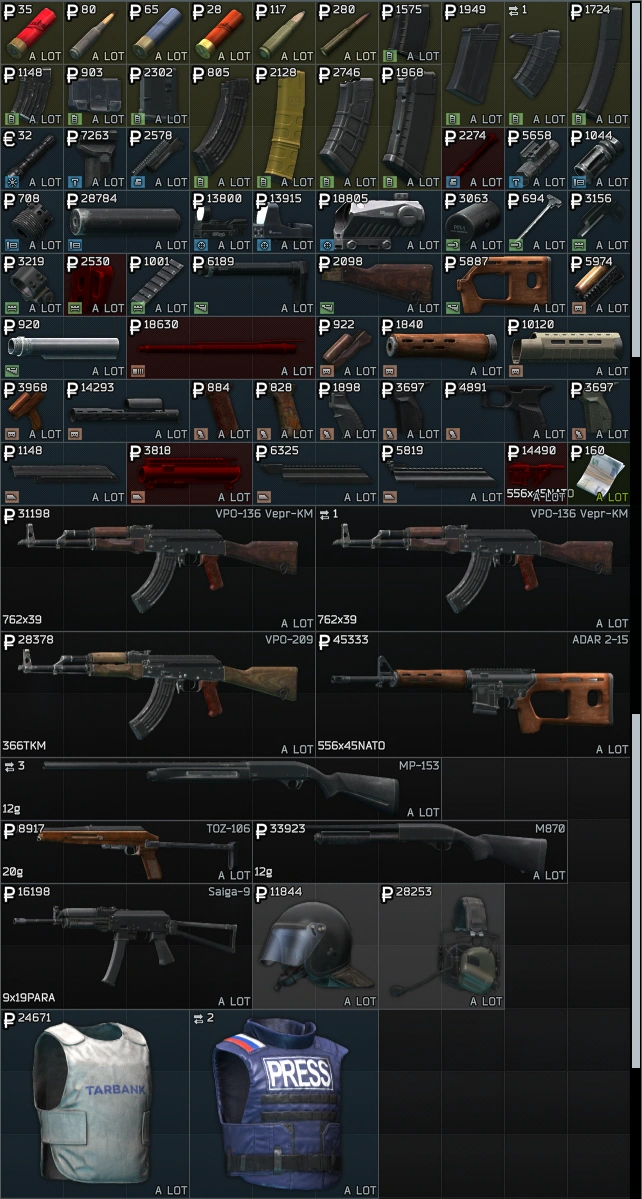 ₽35 ₽80 ₽65 ₽28 ₽117 ₽280 ₽1575 ₽1949 1 ₽1724
A LOT A LOT A LOT A LOT A LOT A LOT A LOT
₽1148 ₽903 ₽2302 ₽805 ₽2128 ₽2746 ₽1968
A LOT A LOT A LOT A LOT A LOT A LOT
€32 ₽7263 ₽2578 ₽2274 ₽5658 ₽1044
A LOT A LOT A LOT A LOT A LOT A LOT A LOT A LOT A LOT A LOT
₽708 ₽28784 ₽13800 ₽13915 ₽18805 ₽3063 ₽694 ₽3156
A LOT A LOT A LOT A LOT A LOT A LOT A LOT A LOT
₽3219 ₽2530 ₽1001 ₽6189 ₽2098 ₽5887 ₽5974
A LOT A LOT A LOT A LOT A LOT A LOT A LOT
₽920 ₽18630 ₽922 ₽1840 ₽10120
A LOT A LOT A LOT A LOT A LOT
₽3968 ₽14293 ₽884 ₽828 ₽1898 ₽3697 ₽4891 ₽3697
A LOT A LOT A LOT A LOT A LOT A LOT A LOT A LOT
₽1148 ₽3818 ₽6325 ₽5819 ₽14490 ₽160
556x45NATO
A LOT A LOT A LOT A LOT A LOT A LOT
₽31198 VPO-136 Vepr-KM 1 VPO-136 Vepr-KM
762x39 A LOT 762x39 A LOT
₽28378 VPO-209 ₽45333 ADAR 2-15
366TKM A LOT 556x45NATO A LOT
3 MP-153
12g A LOT
₽8917 TOZ-106 ₽33923 M870
20g A LOT 12g A LOT
₽16198 Saiga-9 ₽11844 ₽28253
9x19PARA A LOT A LOT A LOT
₽24671 2
TARBANK PRESS
A LOT A LOT